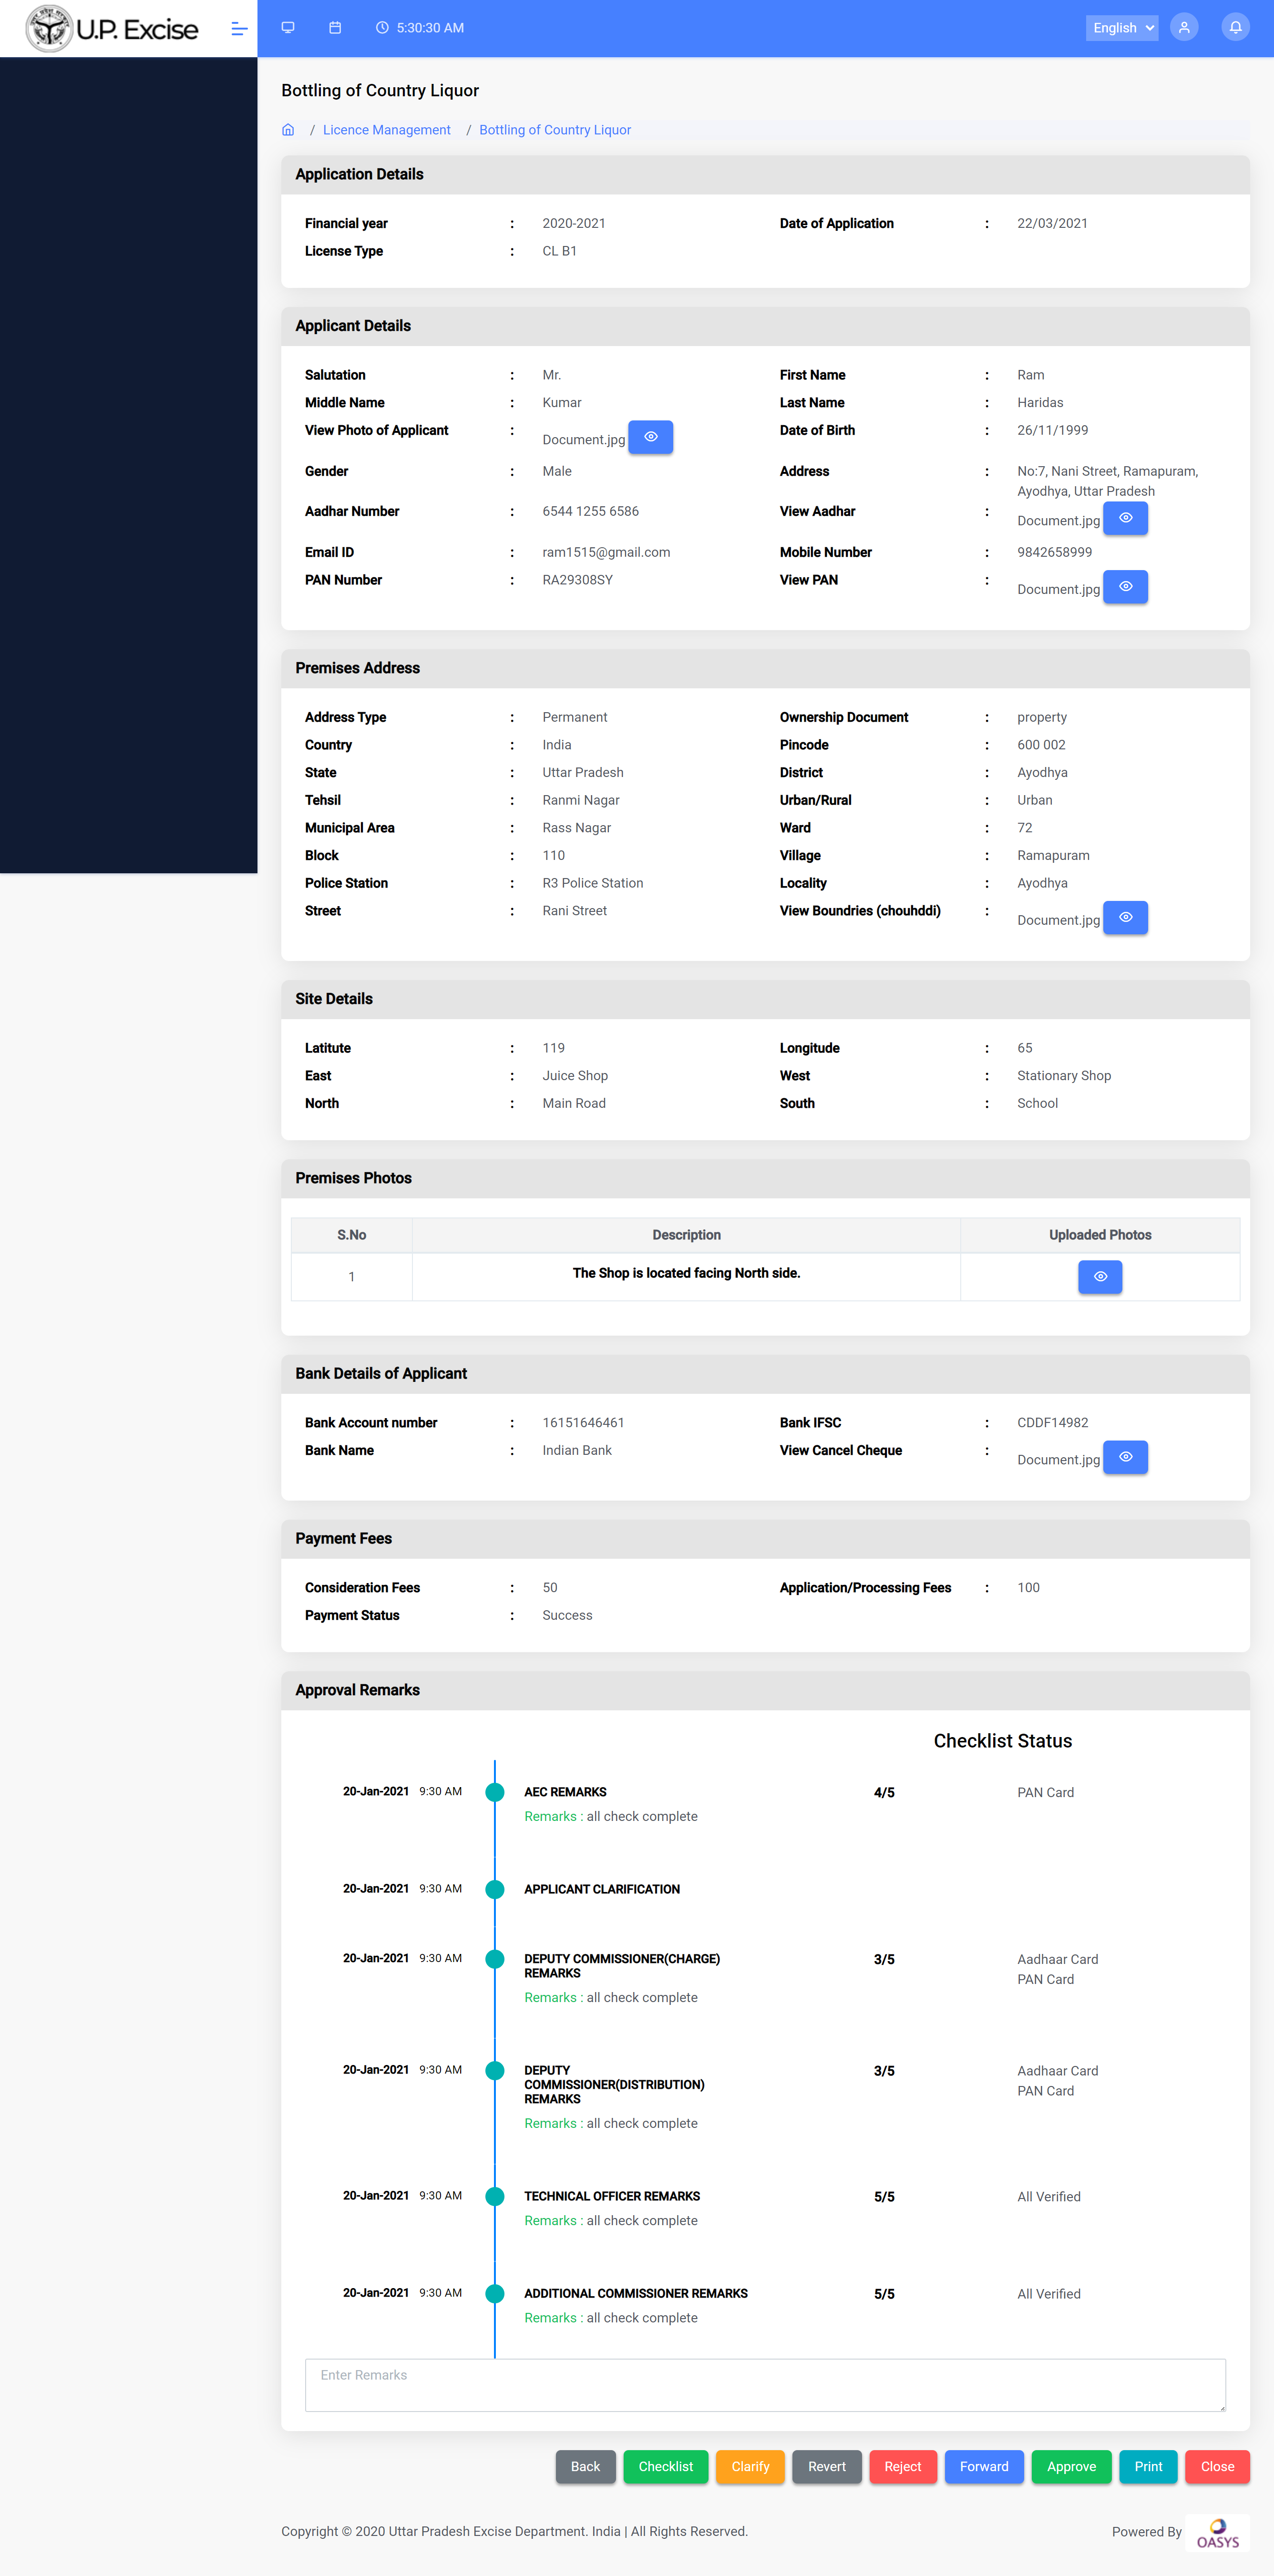 U.P. Excise
5:30:30 AM
English
Bottling of Country Liquor
/ Licence Management / Bottling of Country Liquor
Application Details
Financial year : 2020-2021 Date of Application : 22/03/2021
License Type : CL B1
Applicant Details
Salutation : Mr. First Name : Ram
Middle Name : Kumar Last Name : Haridas
View Photo of Applicant : Document.jpg Date of Birth : 26/11/1999
Gender : Male Address : No:7, Nani Street, Ramapuram,
Ayodhya, Uttar Pradesh
Aadhar Number : 6544 1255 6586 View Aadhar : Document.jpg
Email ID : ram1515@gmail.com Mobile Number : 9842658999
PAN Number : RA29308SY View PAN : Document.jpg
Premises Address
Address Type : Permanent Ownership Document : property
Country : India Pincode : 600 002
State : Uttar Pradesh District : Ayodhya
Tehsil : Ranmi Nagar Urban/Rural : Urban
Municipal Area : Rass Nagar Ward : 72
Block : 110 Village : Ramapuram
Police Station : R3 Police Station Locality : Ayodhya
Street : Rani Street View Boundries (chouhddi) : Document.jpg
Site Details
Latitute : 119 Longitude : 65
East : Juice Shop West : Stationary Shop
North : Main Road South : School
Premises Photos
S.No Description Uploaded Photos
1 The Shop is located facing North side.
Bank Details of Applicant
Bank Account number : 16151646461 Bank IFSC : CDDF14982
Bank Name : Indian Bank View Cancel Cheque : Document.jpg
Payment Fees
Consideration Fees : 50 Application/Processing Fees : 100
Payment Status : Success
Approval Remarks
Checklist Status
20-Jan-2021 9:30 AM AEC REMARKS 4/5 PAN Card
Remarks : all check complete
20-Jan-2021 9:30 AM APPLICANT CLARIFICATION
20-Jan-2021 9:30 AM DEPUTY COMMISSIONER(CHARGE) 3/5 Aadhaar Card
REMARKS PAN Card
Remarks : all check complete
20-Jan-2021 9:30 AM DEPUTY 3/5 Aadhaar Card
COMMISSIONER(DISTRIBUTION) PAN Card
REMARKS
Remarks : all check complete
20-Jan-2021 9:30 AM TECHNICAL OFFICER REMARKS 5/5 All Verified
Remarks : all check complete
20-Jan-2021 9:30 AM ADDITIONAL COMMISSIONER REMARKS 5/5 All Verified
Remarks : all check complete
Enter Remarks
Back Checklist Clarify Revert Reject Forward Approve Print Close
Copyright © 2020 Uttar Pradesh Excise Department. India | All Rights Reserved. Powered By OASYS